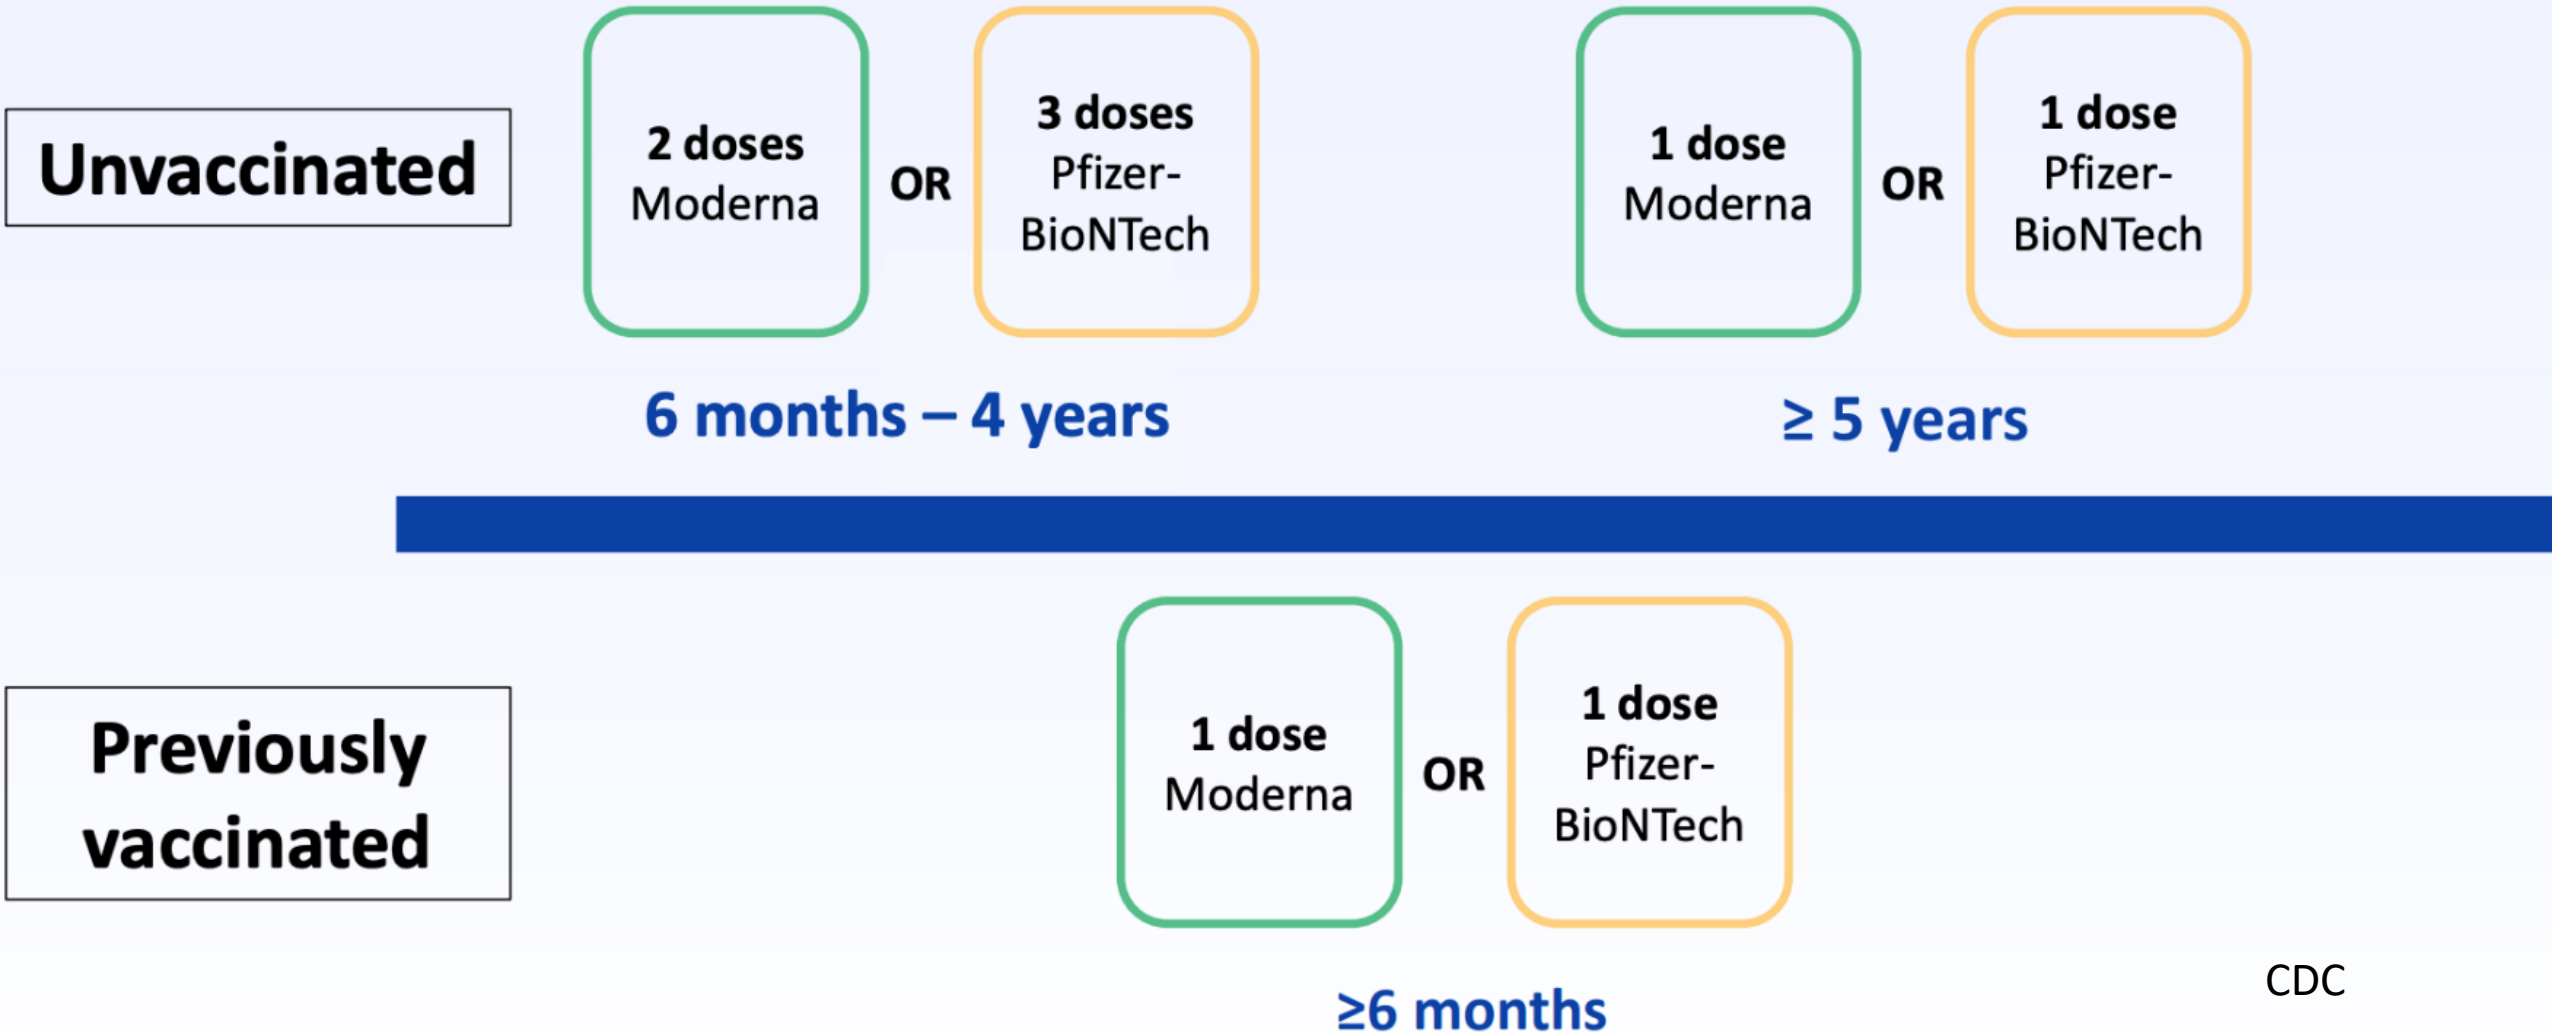 Unvaccinated
2 doses
Moderna
OR
3 doses
Pfizer-
BioNTech
6 months – 4 years
1 dose
Moderna
OR
1 dose
Pfizer-
BioNTech
≥ 5 years
Previously
vaccinated
1 dose
Moderna
OR
1 dose
Pfizer-
BioNTech
≥6 months
CDC